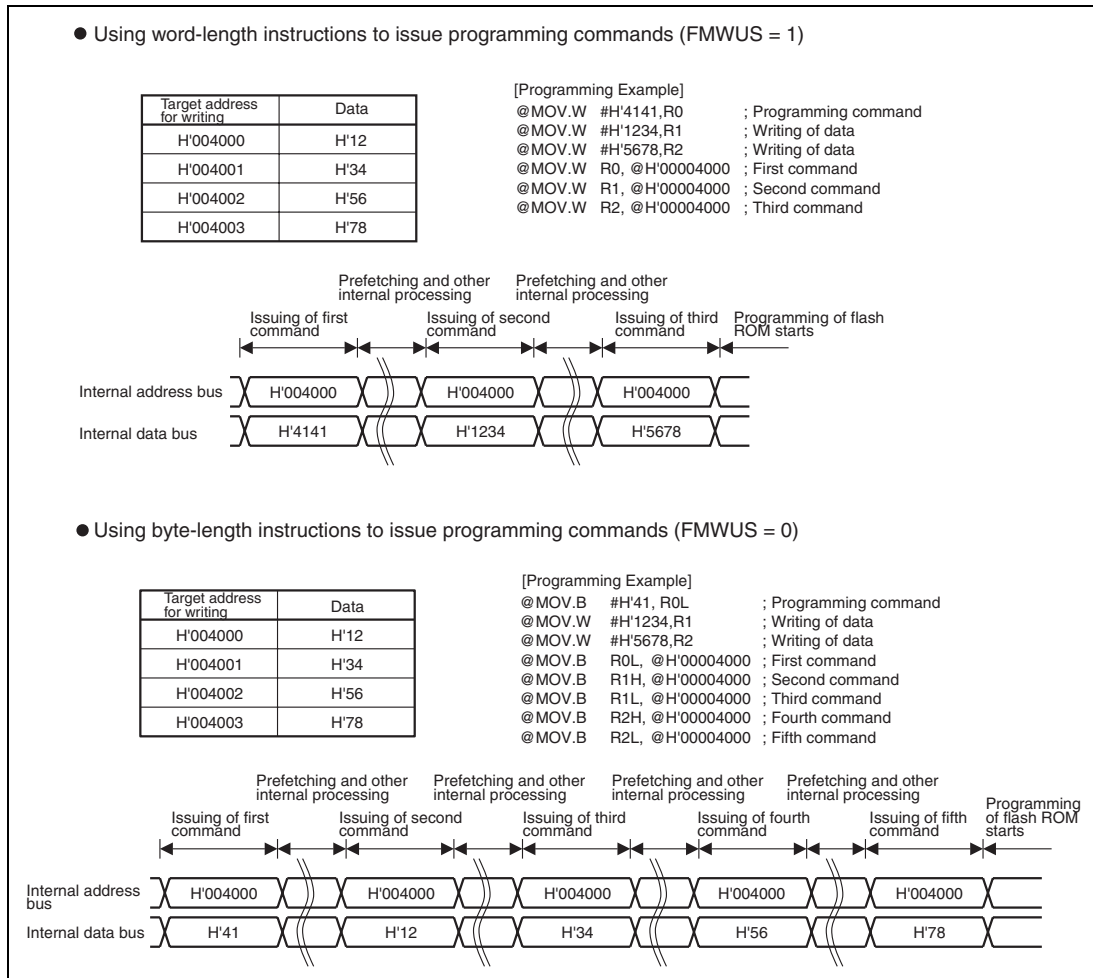 ● Using word-length instructions to issue programming commands (FMWUS = 1)
Target address for writing Data
H'004000 H'12
H'004001 H'34
H'004002 H'56
H'004003 H'78
[Programming Example]
@MOV.W #H'4141,R0 ; Programming command
@MOV.W #H'1234,R1 ; Writing of data
@MOV.W #H'5678,R2 ; Writing of data
@MOV.W R0, @H'00004000 ; First command
@MOV.W R1, @H'00004000 ; Second command
@MOV.W R2, @H'00004000 ; Third command
Prefetching and other internal processing Prefetching and other internal processing
Issuing of first command Issuing of second command Issuing of third command Programming of flash ROM starts
Internal address bus H'004000 H'004000 H'004000
Internal data bus H'4141 H'1234 H'5678
● Using byte-length instructions to issue programming commands (FMWUS = 0)
Target address for writing Data
H'004000 H'12
H'004001 H'34
H'004002 H'56
H'004003 H'78
[Programming Example]
@MOV.B #H'41, R0L ; Programming command
@MOV.W #H'1234,R1 ; Writing of data
@MOV.W #H'5678,R2 ; Writing of data
@MOV.B R0L, @H'00004000 ; First command
@MOV.B R1H, @H'00004000 ; Second command
@MOV.B R1L, @H'00004000 ; Third command
@MOV.B R2H, @H'00004000 ; Fourth command
@MOV.B R2L, @H'00004000 ; Fifth command
Prefetching and other internal processing Prefetching and other internal processing Prefetching and other internal processing Prefetching and other internal processing
Issuing of first command Issuing of second command Issuing of third command Issuing of fourth command Issuing of fifth command Programming of flash ROM starts
Internal address bus H'004000 H'004000 H'004000 H'004000 H'004000
Internal data bus H'41 H'12 H'34 H'56 H'78